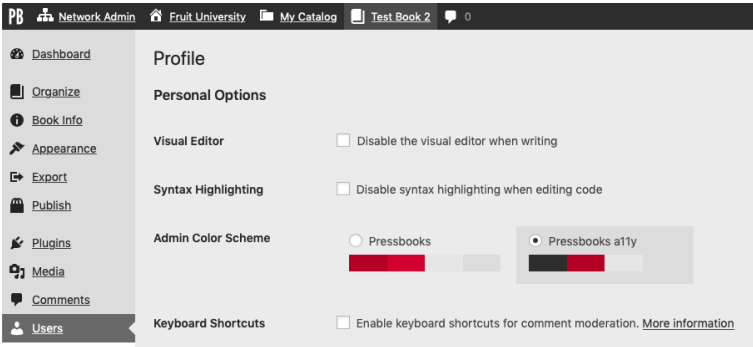 PB Network Admin Fruit University My Catalog Test Book 2 0
Dashboard
Organize
Book Info
Appearance
Export
Publish
Plugins
Media
Comments
Users
Profile
Personal Options
Visual Editor Disable the visual editor when writing
Syntax Highlighting Disable syntax highlighting when editing code
Admin Color Scheme Pressbooks Pressbooks a11y
Keyboard Shortcuts Enable keyboard shortcuts for comment moderation. More information